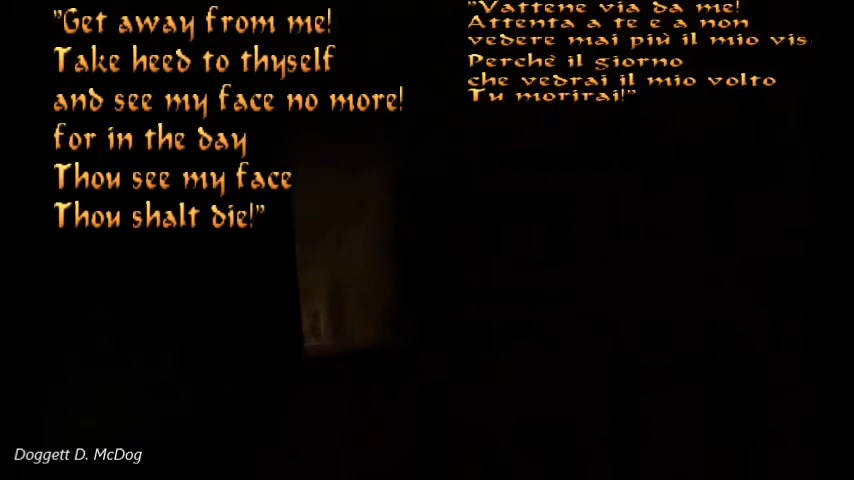 "Get away from me!
Take heed to thyself
and see my face no more!
for in the day
Thou see my face
Thou shalt die!"
"Vattene via da me!
Attenta a te e a non
vedere mai più il mio vis
Perchè il giorno
che vedrai il mio volto
Tu morirai!"
Doggett D. McDog